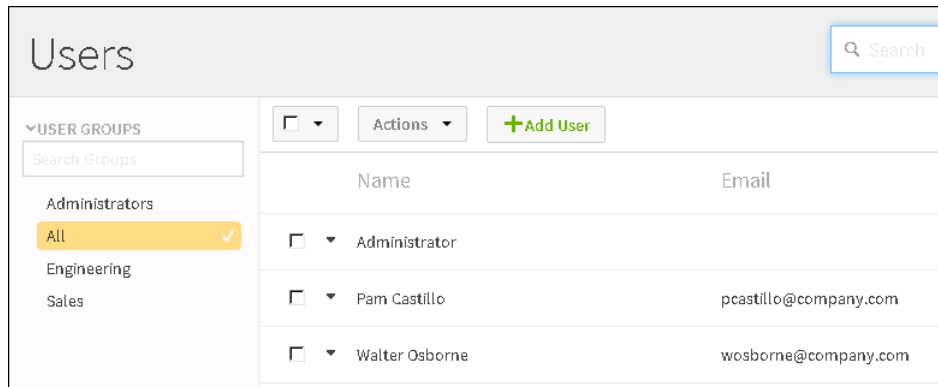 Users
Search
USER GROUPS
Search Groups
Administrators
All
Engineering
Sales
Actions
+Add User
Name Email
Administrator
Pam Castillo pcastillo@company.com
Walter Osborne wosborne@company.com